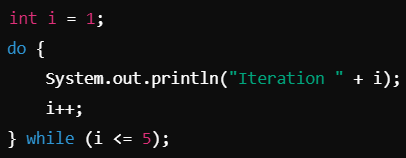 int i = 1;
do {
    System.out.println("Iteration " + i);
    i++;
} while (i <= 5);